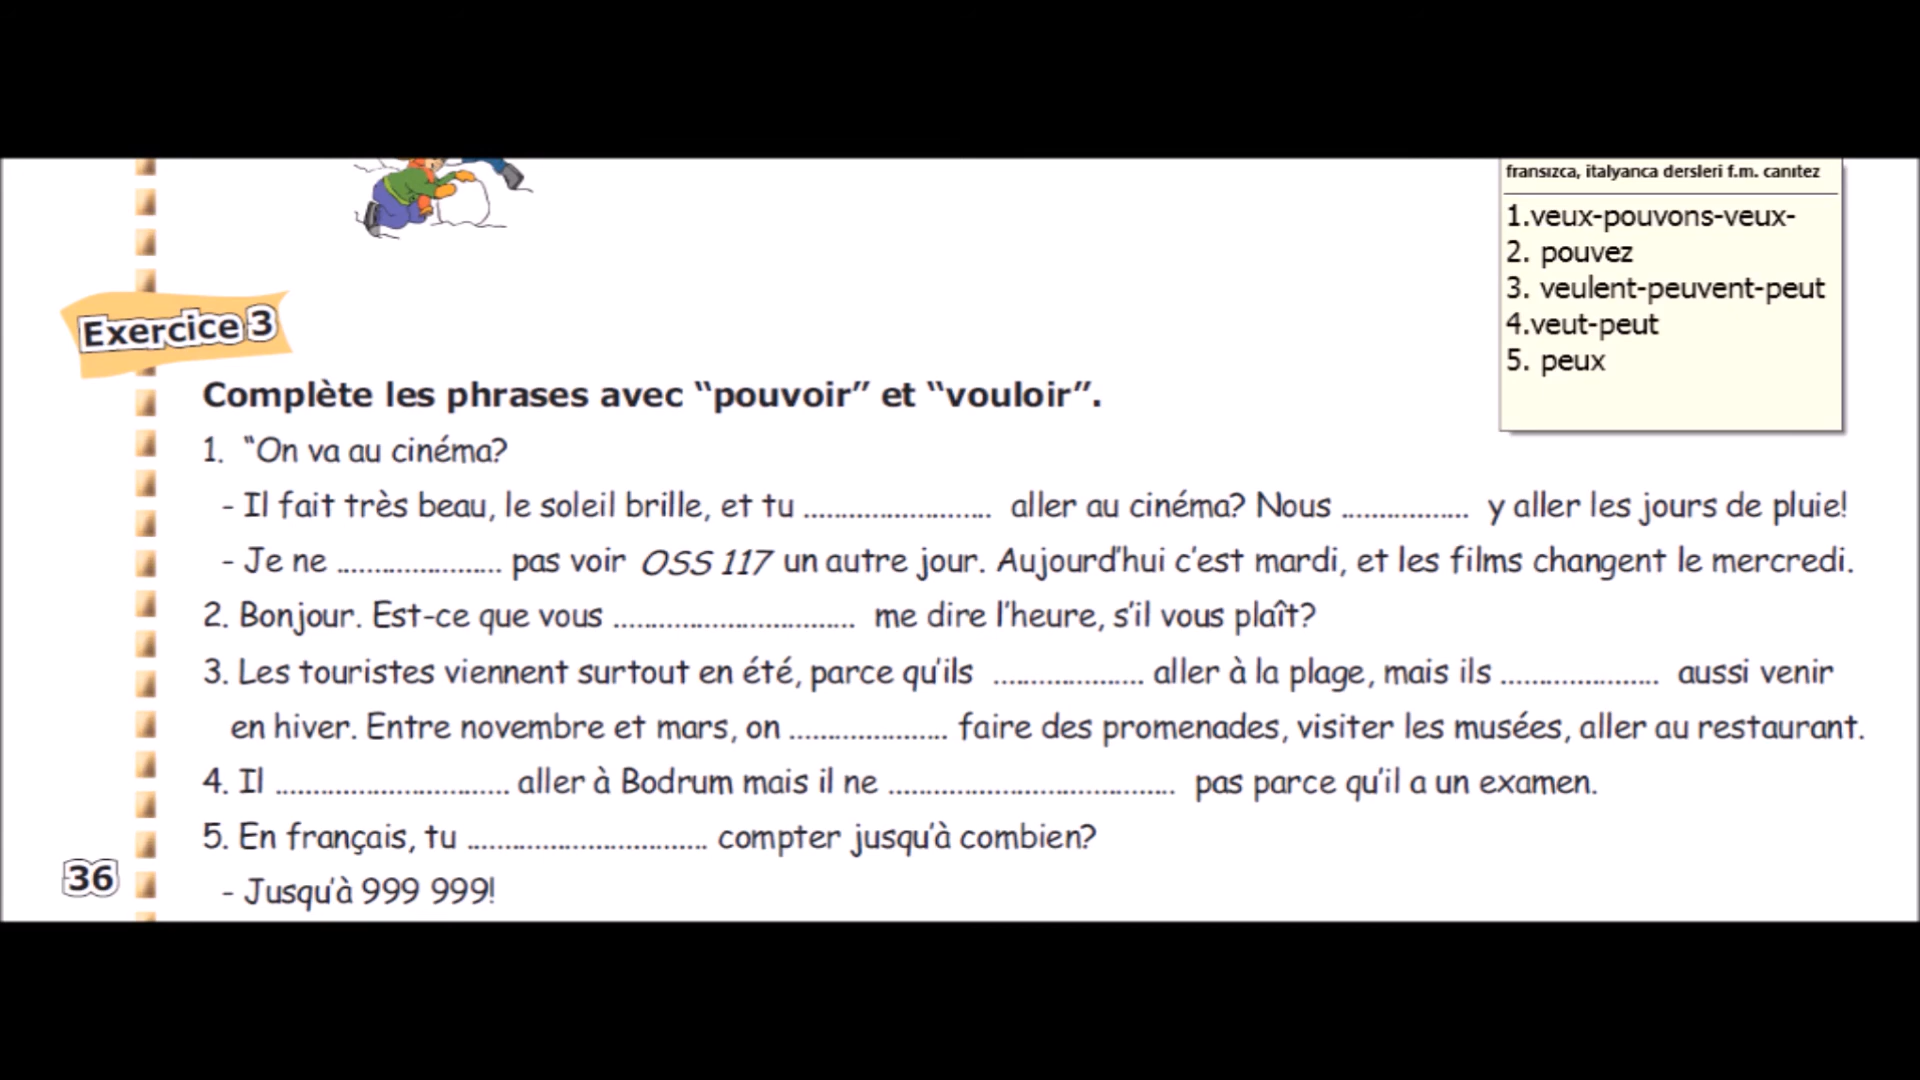 fransızca, italyanca dersleri f.m. canıtez
1.veux-pouvons-veux-
2. pouvez
3. veulent-peuvent-peut
4.veut-peut
5. peux
Exercice 3
Complète les phrases avec “pouvoir” et “vouloir”.
1. “On va au cinéma?
- Il fait très beau, le soleil brille, et tu ......................... aller au cinéma? Nous ................. y aller les jours de pluie!
- Je ne ...................... pas voir OSS 117 un autre jour. Aujourd’hui c’est mardi, et les films changent le mercredi.
2. Bonjour. Est-ce que vous ................................ me dire l’heure, s’il vous plaît?
3. Les touristes viennent surtout en été, parce qu’ils .................... aller à la plage, mais ils ..................... aussi venir
en hiver. Entre novembre et mars, on ..................... faire des promenades, visiter les musées, aller au restaurant.
4. Il ............................... aller à Bodrum mais il ne ...................................... pas parce qu’il a un examen.
5. En français, tu ................................ compter jusqu’à combien?
- Jusqu’à 999 999!
36